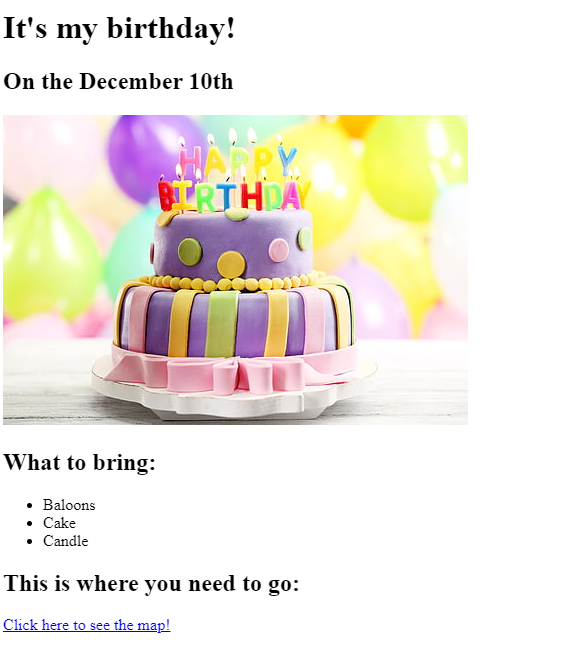 It's my birthday!
On the December 10th
HAPPY
BIRTHDAY
What to bring:
Baloons
Cake
Candle
This is where you need to go:
Click here to see the map!